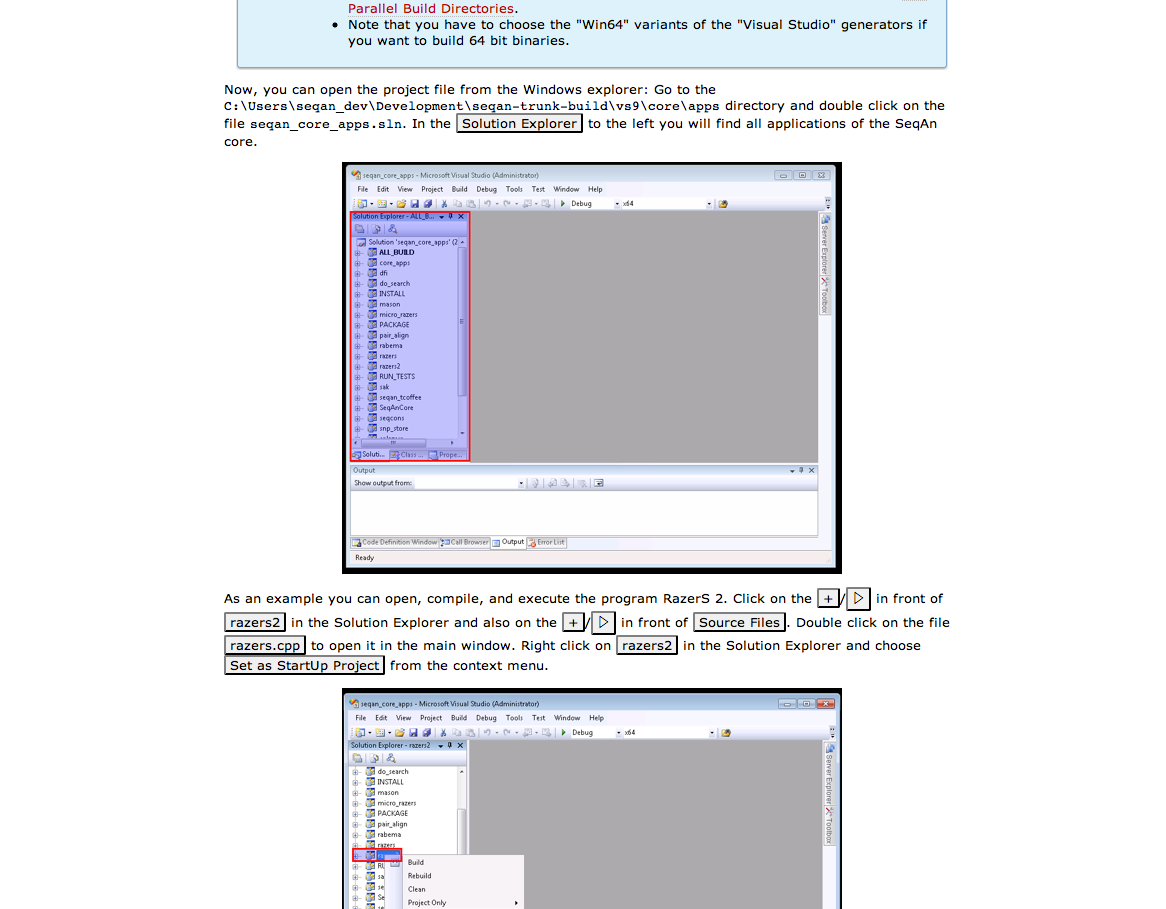 Parallel Build Directories.
• Note that you have to choose the "Win64" variants of the "Visual Studio" generators if
you want to build 64 bit binaries.
Now, you can open the project file from the Windows explorer: Go to the
C:\Users\seqan_dev\Development\seqan-trunk-build\vs9\core\apps directory and double click on the
file seqan_core_apps.sln. In the Solution Explorer to the left you will find all applications of the SeqAn
core.
seqan_core_apps - Microsoft Visual Studio (Administrator)
File Edit View Project Build Debug Tools Test Window Help
Debug x64
Solution Explorer - ALL_B...
Solution 'seqan_core_apps' (2
ALL_BUILD
core_apps
dfi
do_search
INSTALL
mason
micro_razers
PACKAGE
pair_align
rabema
razers
razers2
RUN_TESTS
sak
seqan_tcoffee
SeqAnCore
seqcons
snp_store
Soluti... Class ... Prope...
Server Explorer
Toolbox
Output
Show output from:
Code Definition Window Call Browser Output Error List
Ready
As an example you can open, compile, and execute the program RazerS 2. Click on the +/▷ in front of
razers2 in the Solution Explorer and also on the +/▷ in front of Source Files. Double click on the file
razers.cpp to open it in the main window. Right click on razers2 in the Solution Explorer and choose
Set as StartUp Project from the context menu.
seqan_core_apps - Microsoft Visual Studio (Administrator)
File Edit View Project Build Debug Tools Test Window Help
Debug x64
Solution Explorer - razers2
do_search
INSTALL
mason
micro_razers
PACKAGE
pair_align
rabema
razers
Build
Rebuild
Clean
Project Only
Server Explorer
Toolbox